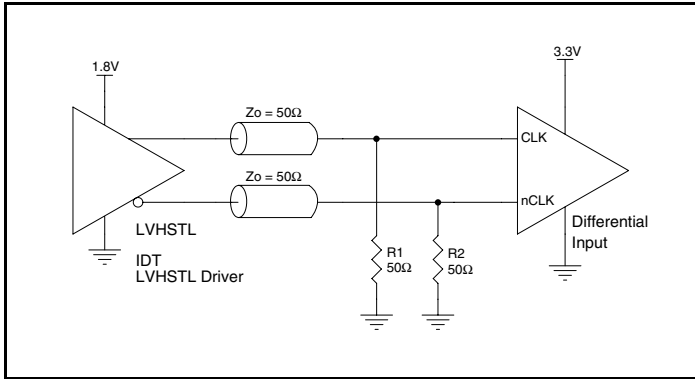 1.8V
3.3V
Zo = 50Ω
CLK
Zo = 50Ω
nCLK
LVHSTL
IDT
LVHSTL Driver
R1
50Ω
R2
50Ω
Differential
Input